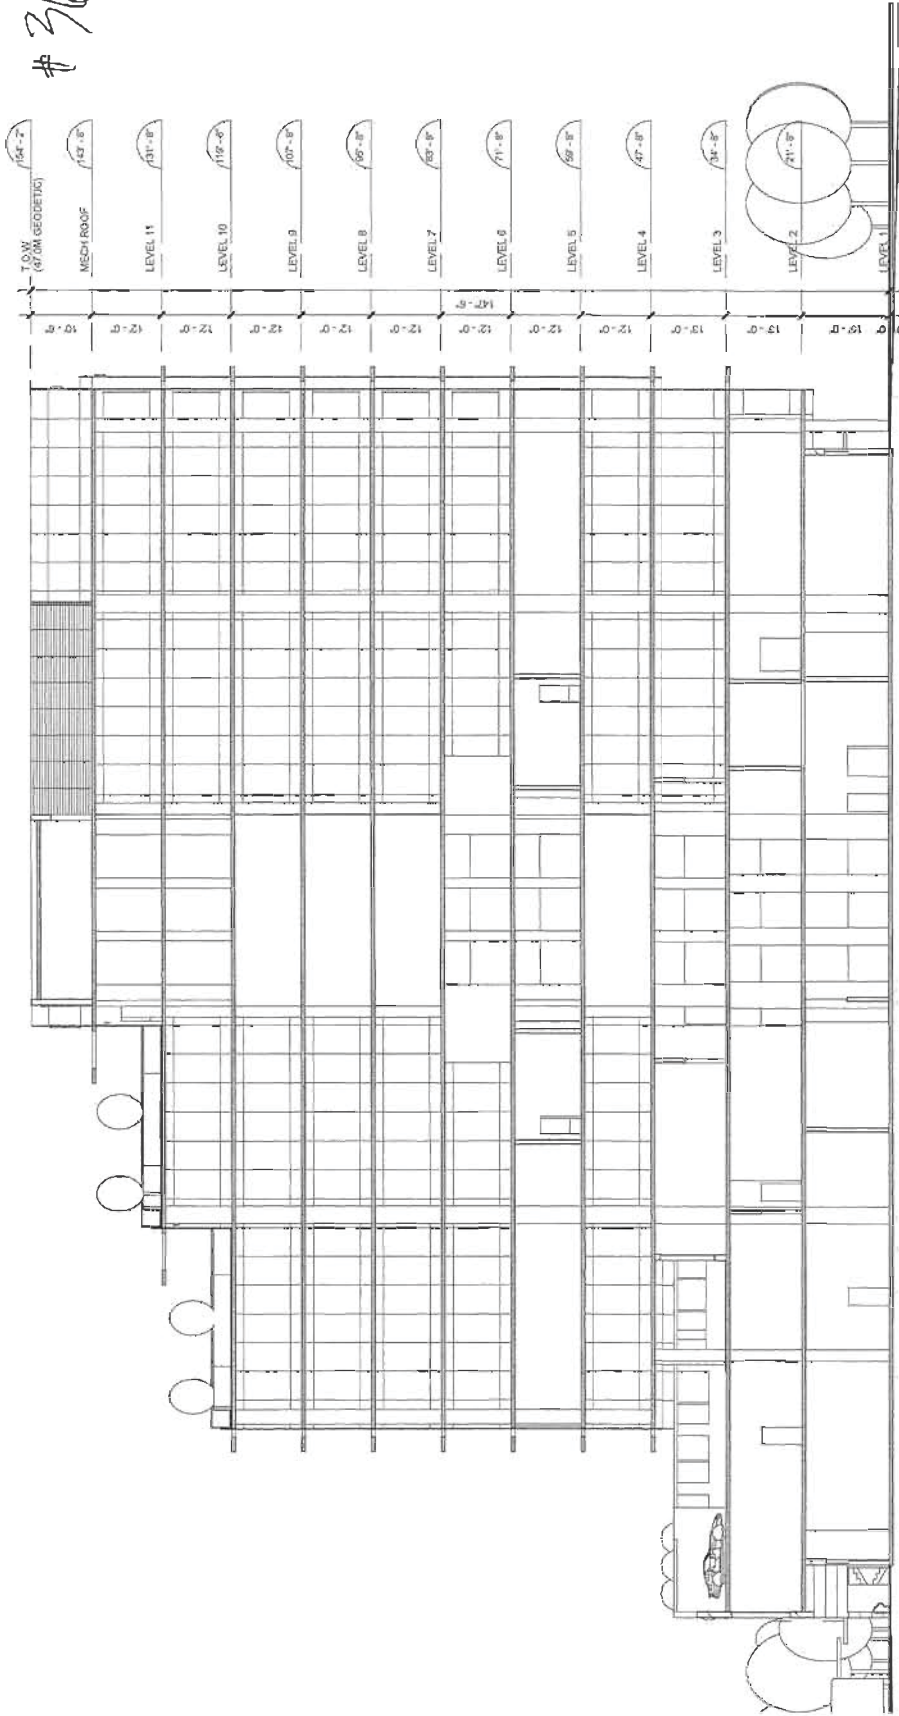 # 3
T.O.W.
(47.0M GEODETIC)
154' - 2"
MECH ROOF
143' - 8"
LEVEL 11
131' - 8"
LEVEL 10
119' - 8"
LEVEL 9
107' - 8"
LEVEL 8
95' - 8"
LEVEL 7
83' - 8"
LEVEL 6
71' - 8"
LEVEL 5
59' - 8"
LEVEL 4
47' - 8"
LEVEL 3
34' - 8"
LEVEL 2
21' - 8"
LEVEL 1
147' - 6"
10' - 6"
12' - 0"
12' - 0"
12' - 0"
12' - 0"
12' - 0"
12' - 0"
12' - 0"
12' - 0"
13' - 0"
13' - 0"
15' - 0"